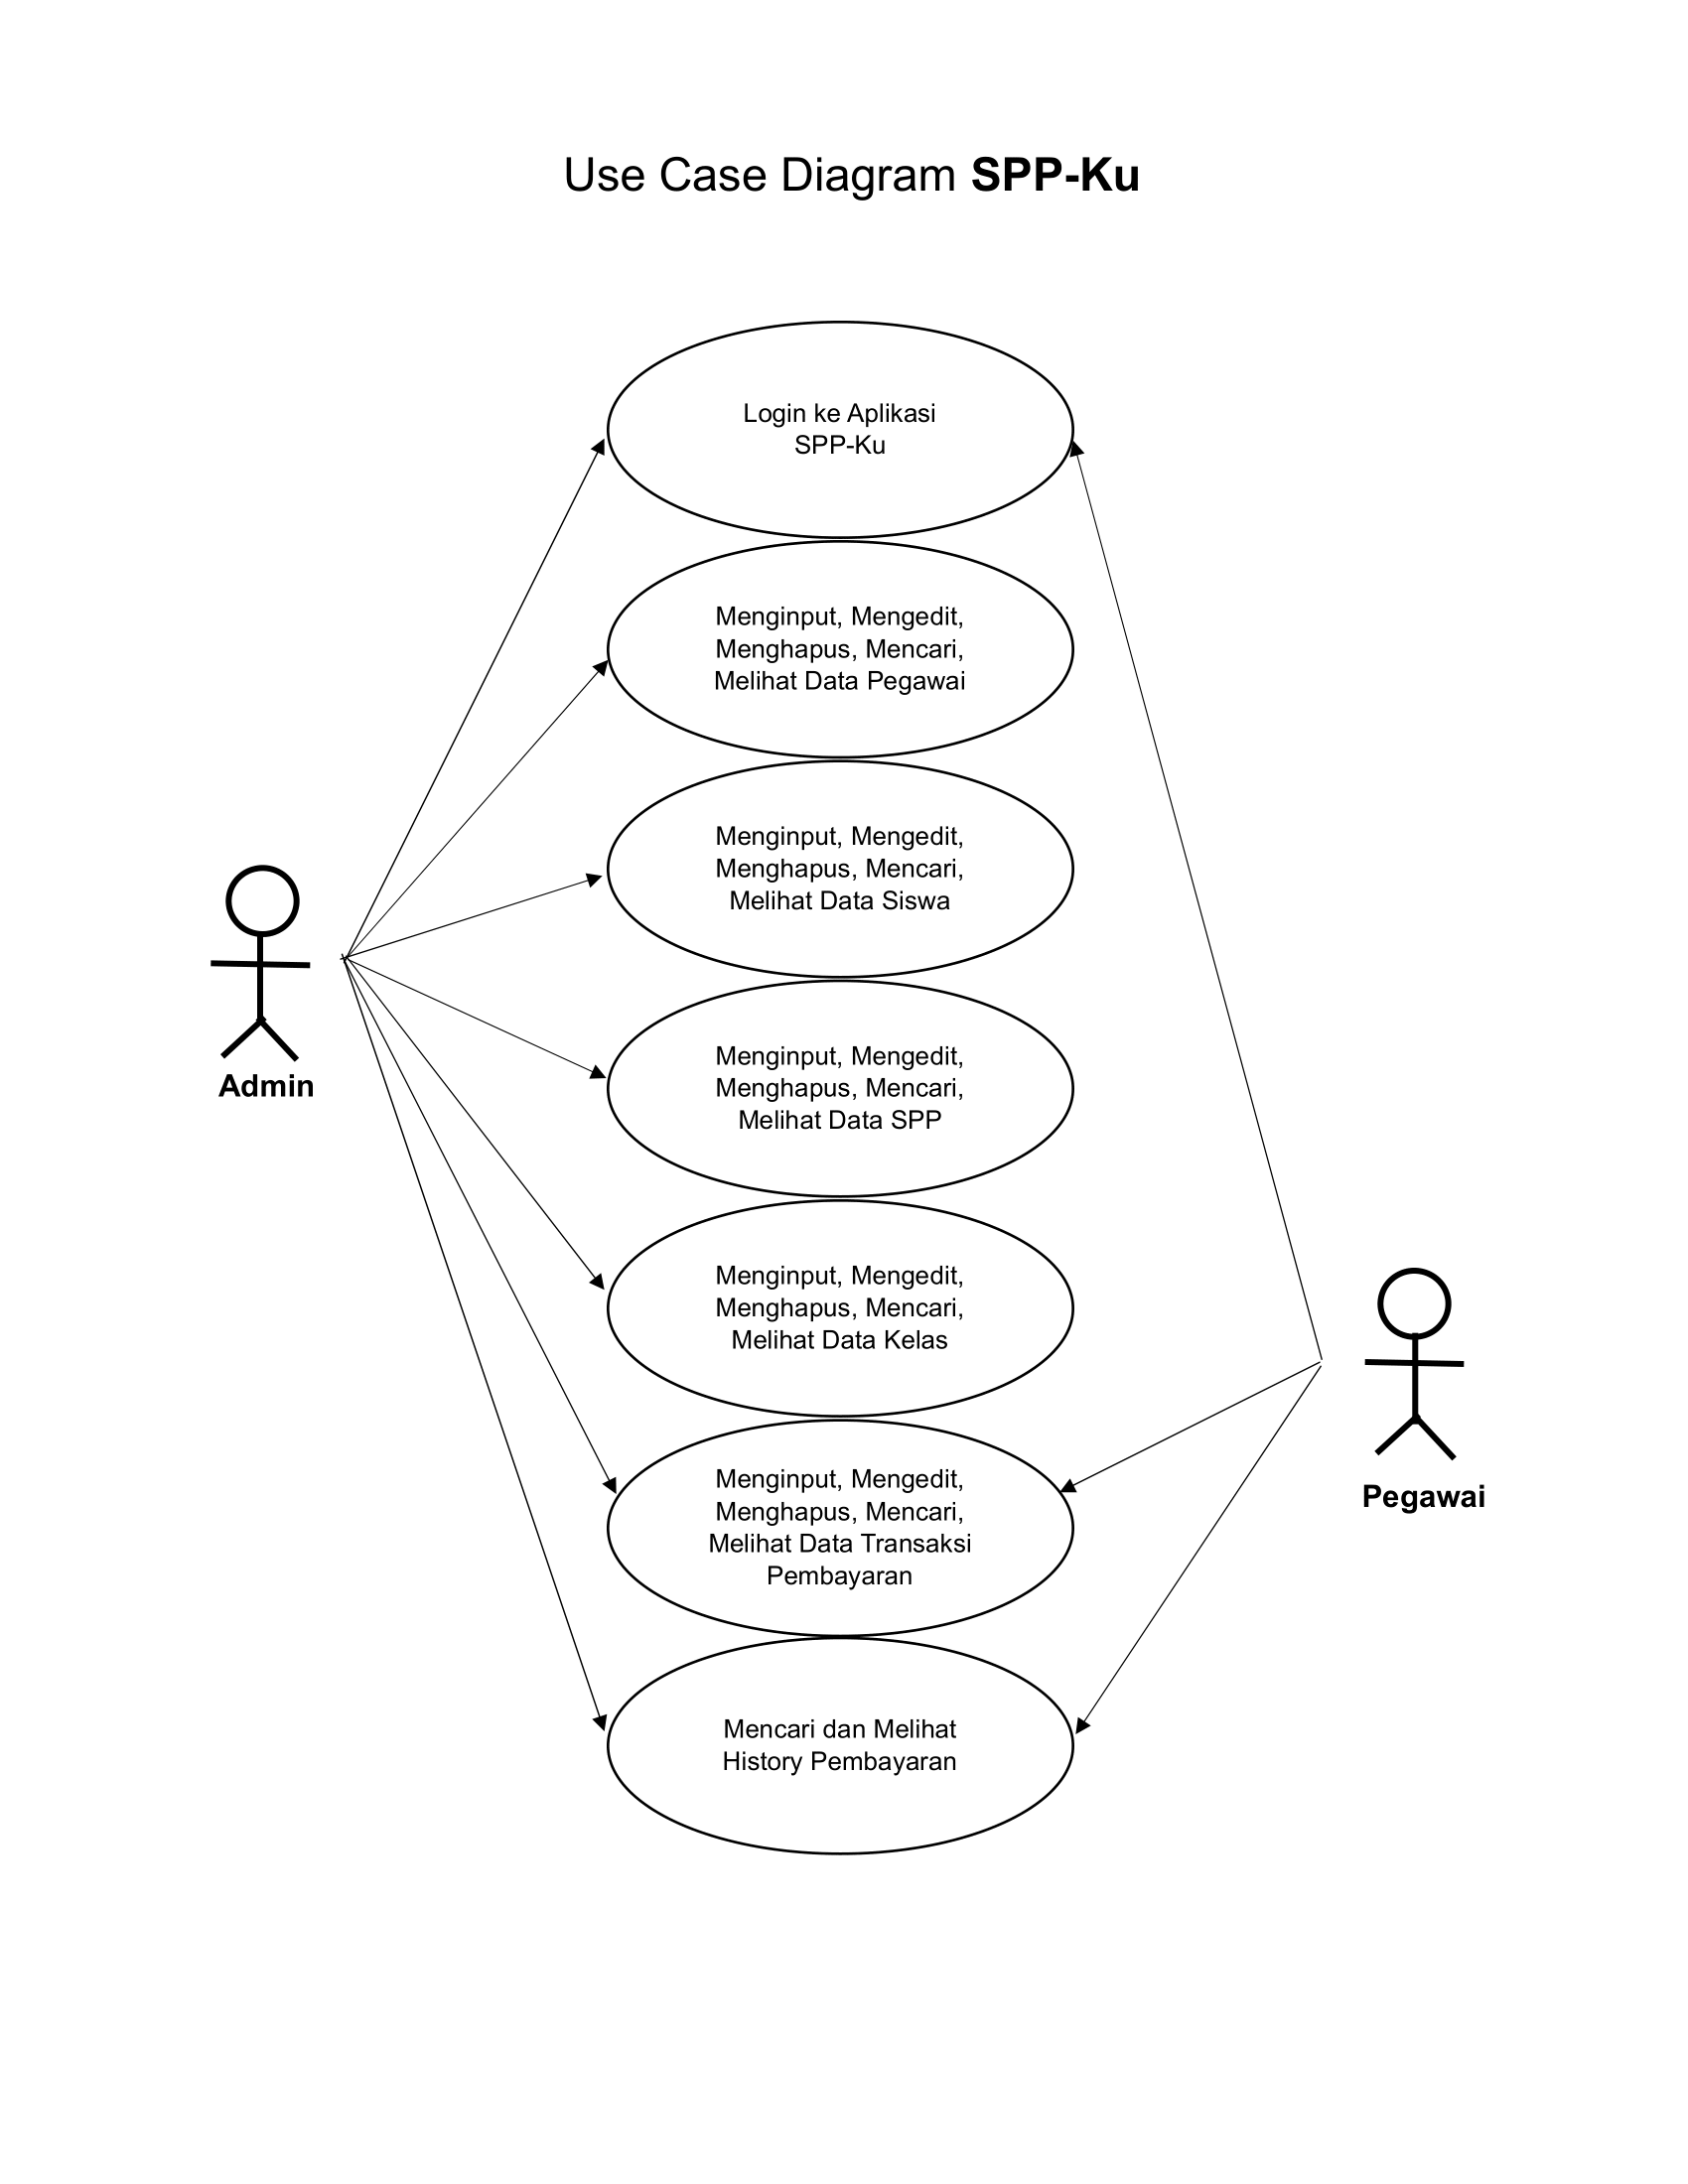 Use Case Diagram SPP-Ku
Login ke Aplikasi
SPP-Ku
Menginput, Mengedit,
Menghapus, Mencari,
Melihat Data Pegawai
Menginput, Mengedit,
Menghapus, Mencari,
Melihat Data Siswa
Admin
Menginput, Mengedit,
Menghapus, Mencari,
Melihat Data SPP
Menginput, Mengedit,
Menghapus, Mencari,
Melihat Data Kelas
Menginput, Mengedit,
Menghapus, Mencari,
Melihat Data Transaksi
Pembayaran
Pegawai
Mencari dan Melihat
History Pembayaran